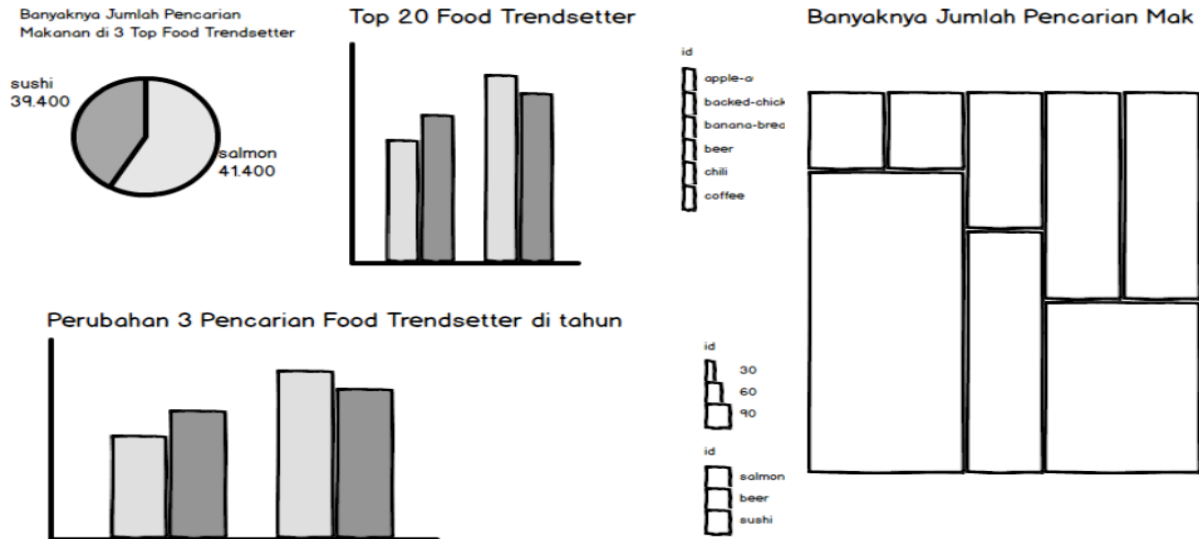 Banyaknya Jumlah Pencarian
Makanan di 3 Top Food Trendsetter
sushi
39.400
salmon
41.400
Top 20 Food Trendsetter
id
apple-
backed-chick
banana-brea
beer
chili
coffee
Banyaknya Jumlah Pencarian Mak
Perubahan 3 Pencarian Food Trendsetter di tahun
id
30
60
90
id
salmon
beer
sushi